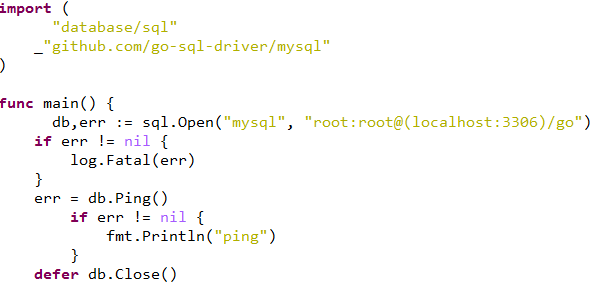 import (
"database/sql"
_"github.com/go-sql-driver/mysql"
)
func main() {
db,err := sql.Open("mysql", "root:root@(localhost:3306)/go")
if err != nil {
log.Fatal(err)
}
err = db.Ping()
if err != nil {
fmt.Println("ping")
}
defer db.Close()